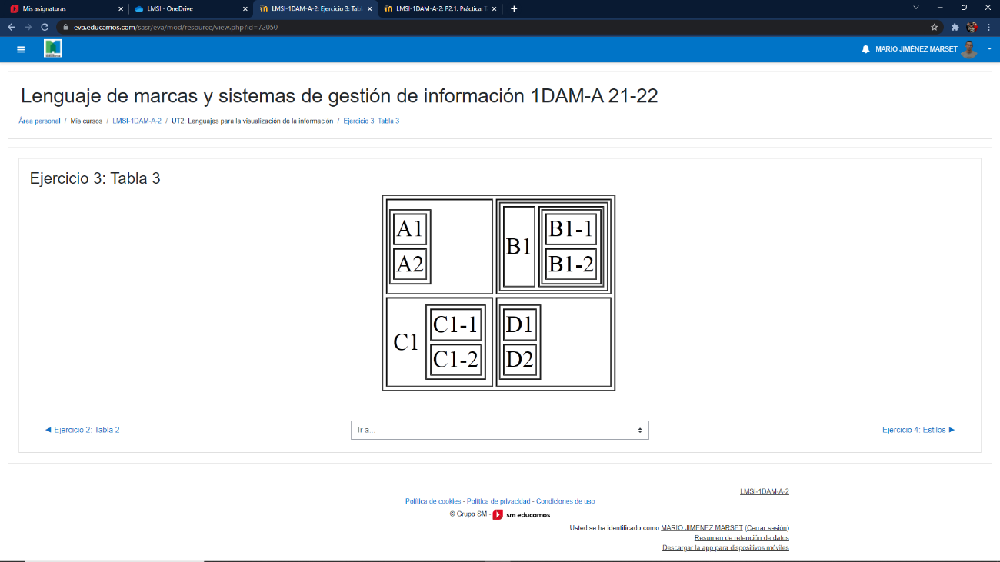 Mis asignaturas
LMSI - OneDrive
LMSI-1DAM-A-2: Ejercicio 3: Tabl
LMSI-1DAM-A-2: P2.1. Práctica: T
eva.educamos.com/sasr/eva/mod/resource/view.php?id=72050
MARIO JIMÉNEZ MARSET
Lenguaje de marcas y sistemas de gestión de información 1DAM-A 21-22
Área personal / Mis cursos / LMSI-1DAM-A-2 / UT2: Lenguajes para la visualización de la información / Ejercicio 3: Tabla 3
Ejercicio 3: Tabla 3
A1
A2
B1
B1-1
B1-2
C1
C1-1
C1-2
D1
D2
◄ Ejercicio 2: Tabla 2
Ir a...
Ejercicio 4: Estilos ►
LMSI-1DAM-A-2
Política de cookies - Política de privacidad - Condiciones de uso
© Grupo SM - sm educamos
Usted se ha identificado como MARIO JIMÉNEZ MARSET (Cerrar sesión)
Resumen de retención de datos
Descargar la app para dispositivos móviles